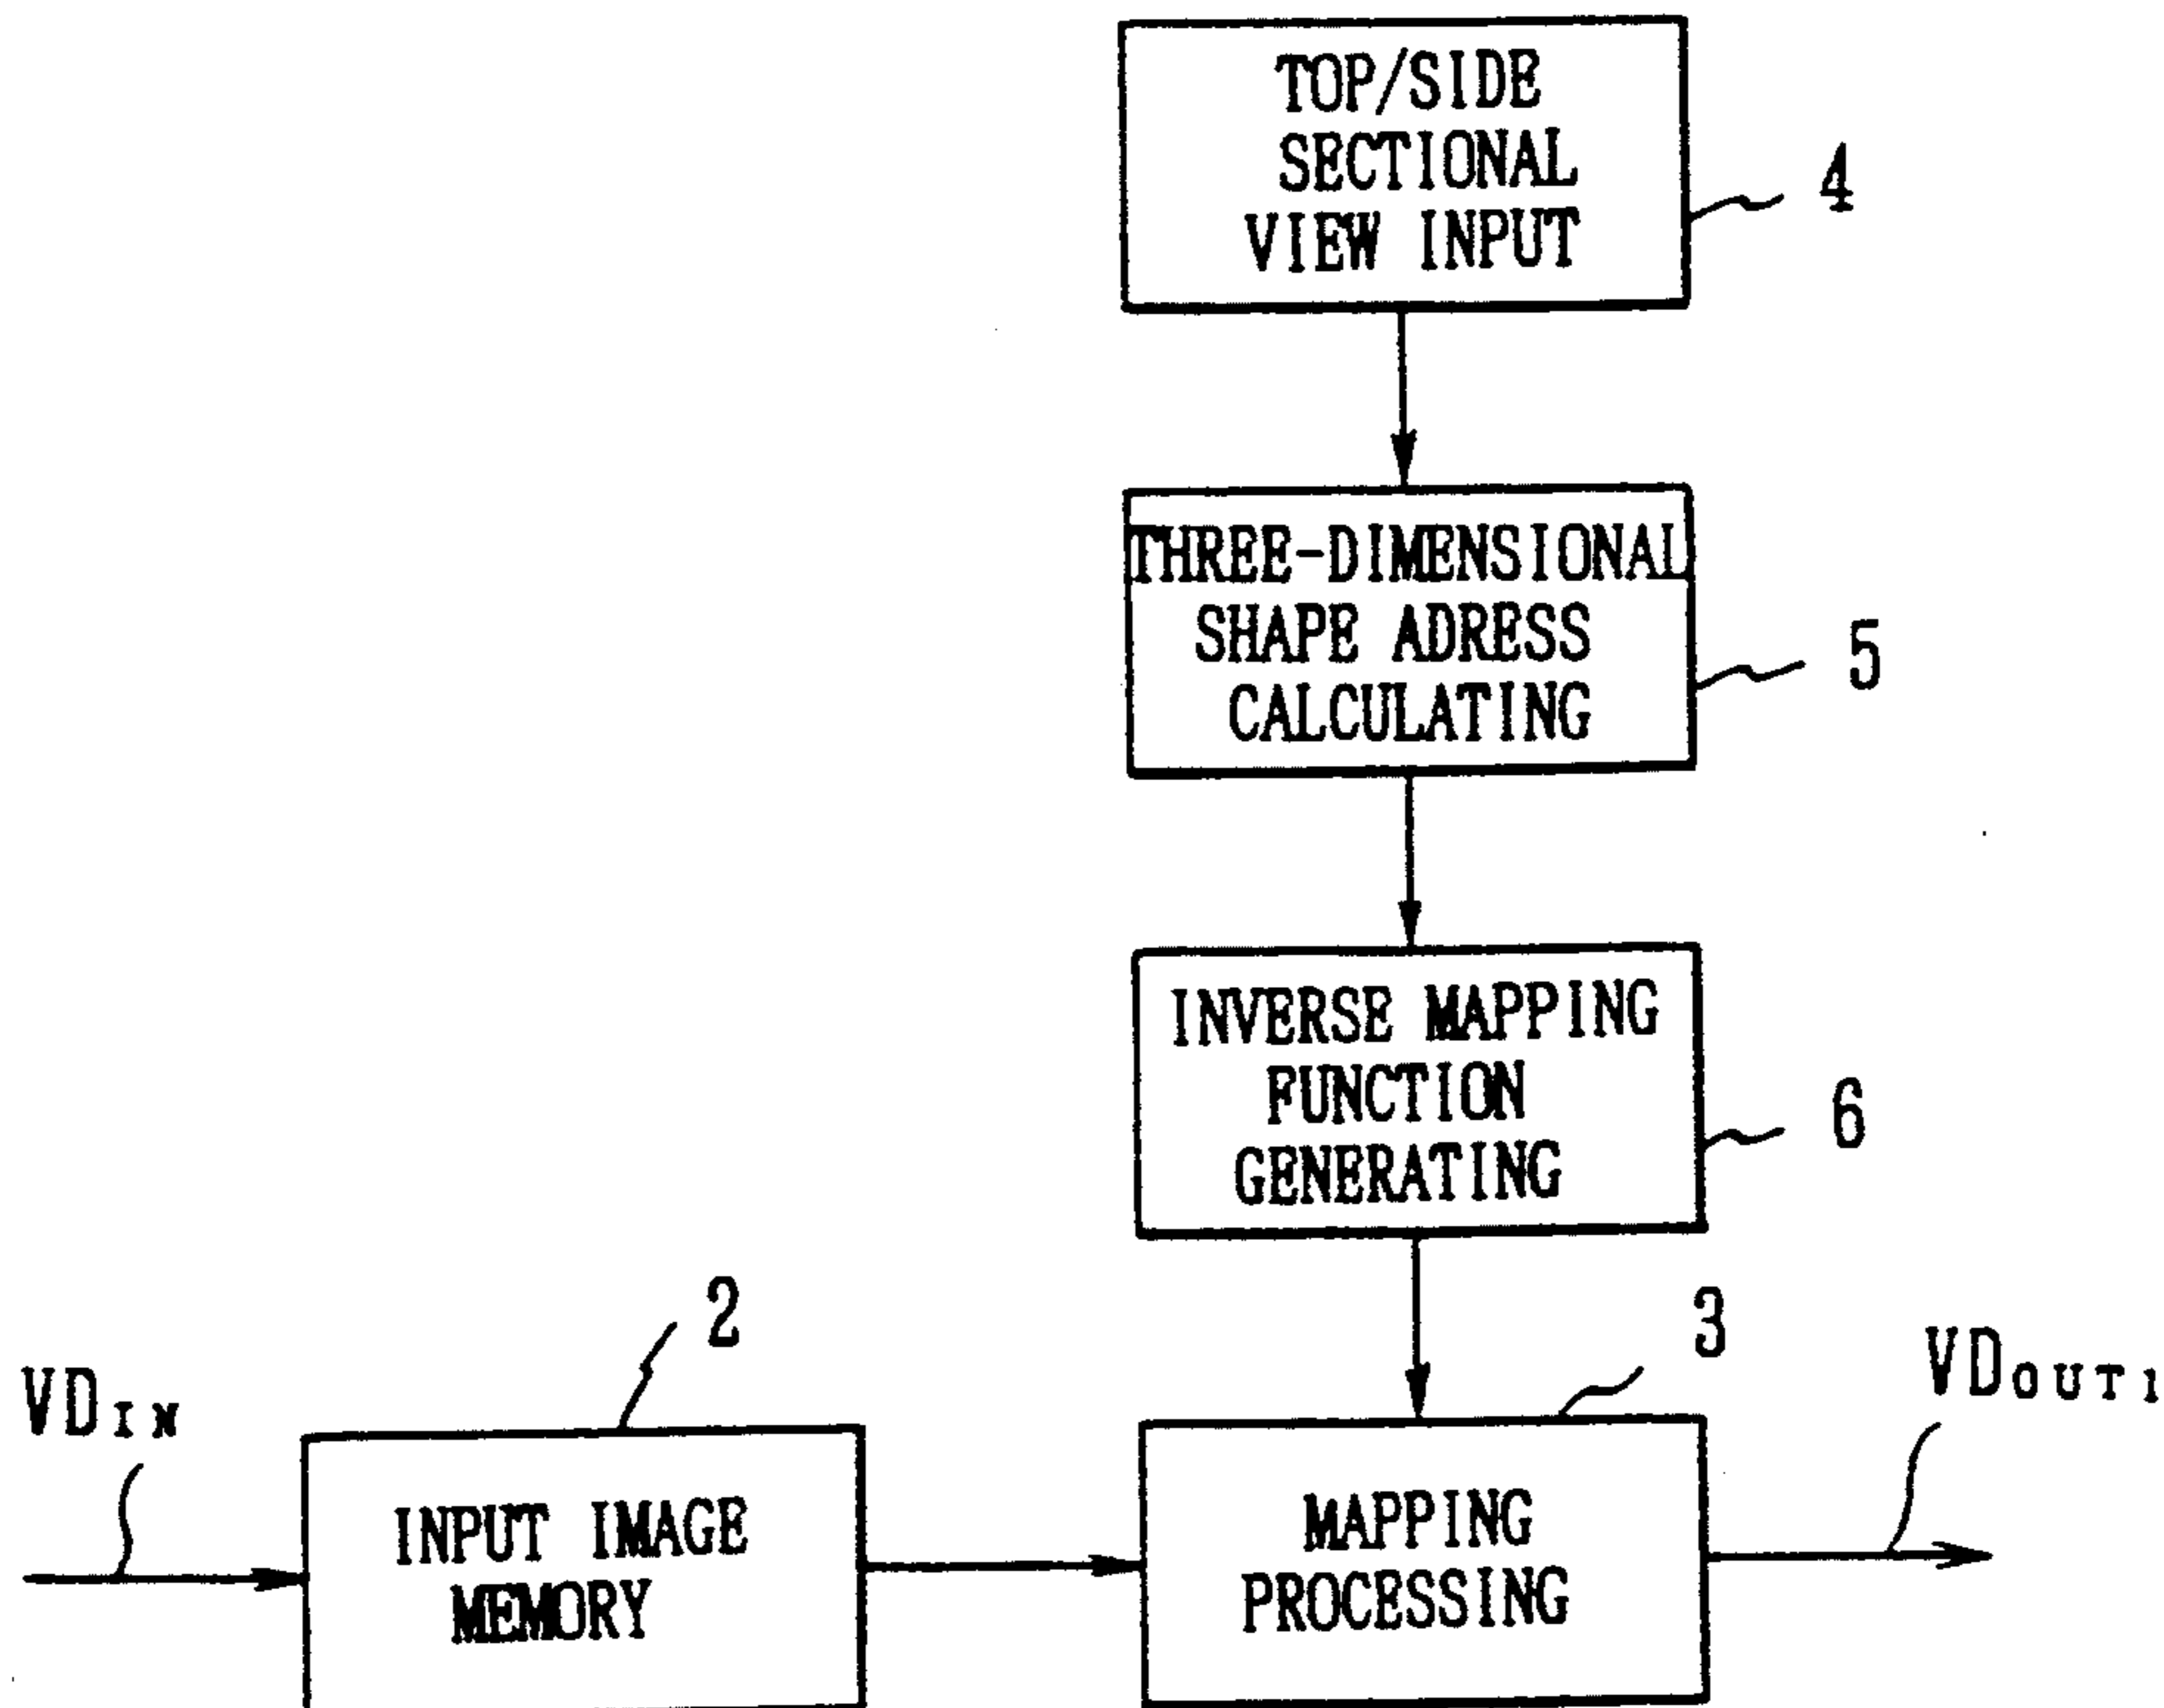 TOP/SIDE
SECTIONAL
VIEW INPUT
4
THREE-DIMENSIONAL
SHAPE ADRESS
CALCULATING
5
INVERSE MAPPING
FUNCTION
GENERATING
6
2
3
VDIN
VDOUT1
INPUT IMAGE
MEMORY
MAPPING
PROCESSING